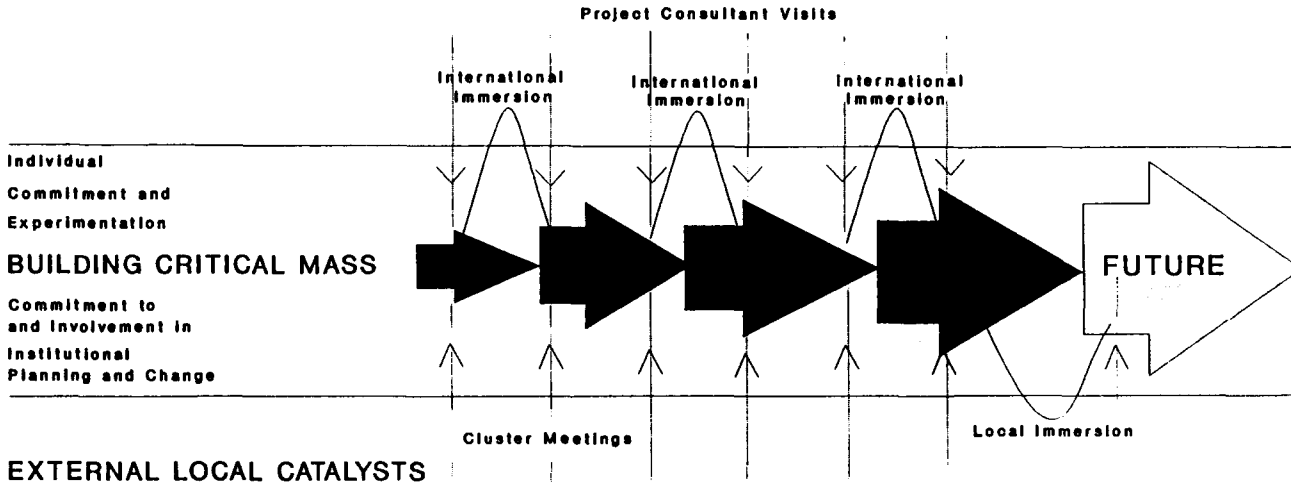 Project Consultant Visits
International
Immersion
International
Immersion
International
Immersion
Individual
Commitment and
Experimentation
BUILDING CRITICAL MASS
FUTURE
Commitment to
and Involvement in
Institutional
Planning and Change
Cluster Meetings
Local Immersion
EXTERNAL LOCAL CATALYSTS